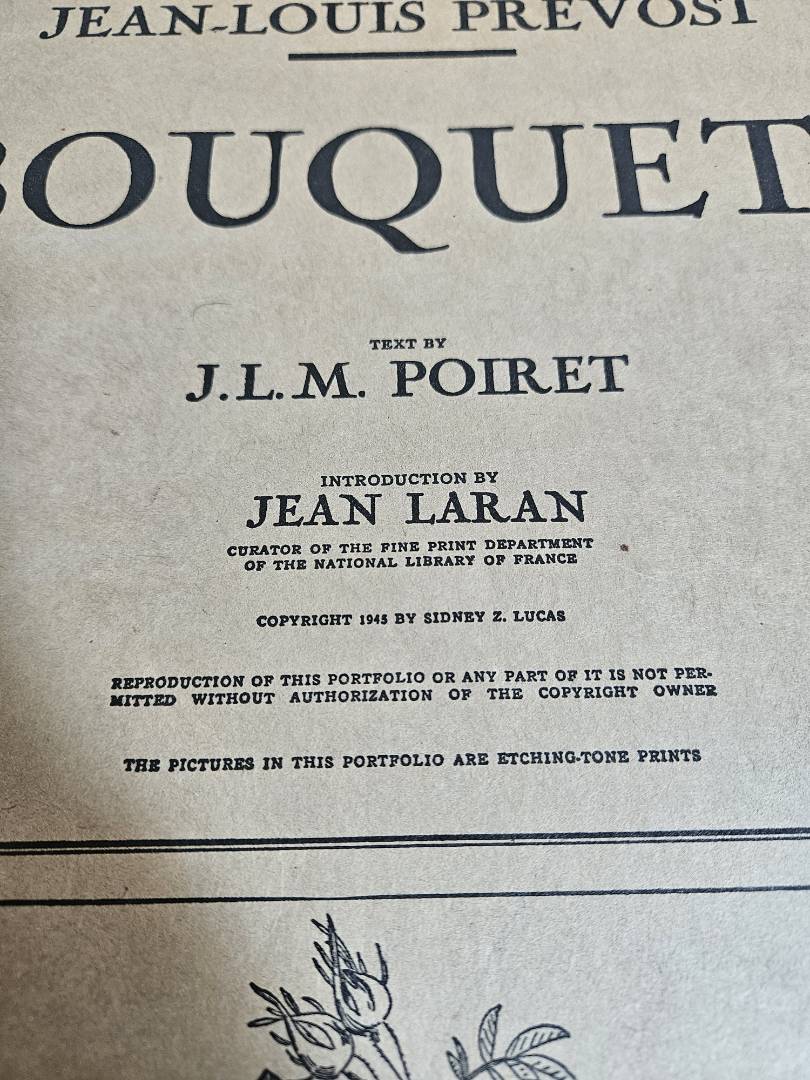 JEAN-LOUIS PRÉVOST
BOUQUET
TEXT BY
J.L.M. POIRET
INTRODUCTION BY
JEAN LARAN
CURATOR OF THE FINE PRINT DEPARTMENT
OF THE NATIONAL LIBRARY OF FRANCE
COPYRIGHT 1945 BY SIDNEY Z. LUCAS
REPRODUCTION OF THIS PORTFOLIO OR ANY PART OF IT IS NOT PER-
MITTED WITHOUT AUTHORIZATION OF THE COPYRIGHT OWNER
THE PICTURES IN THIS PORTFOLIO ARE ETCHING-TONE PRINTS